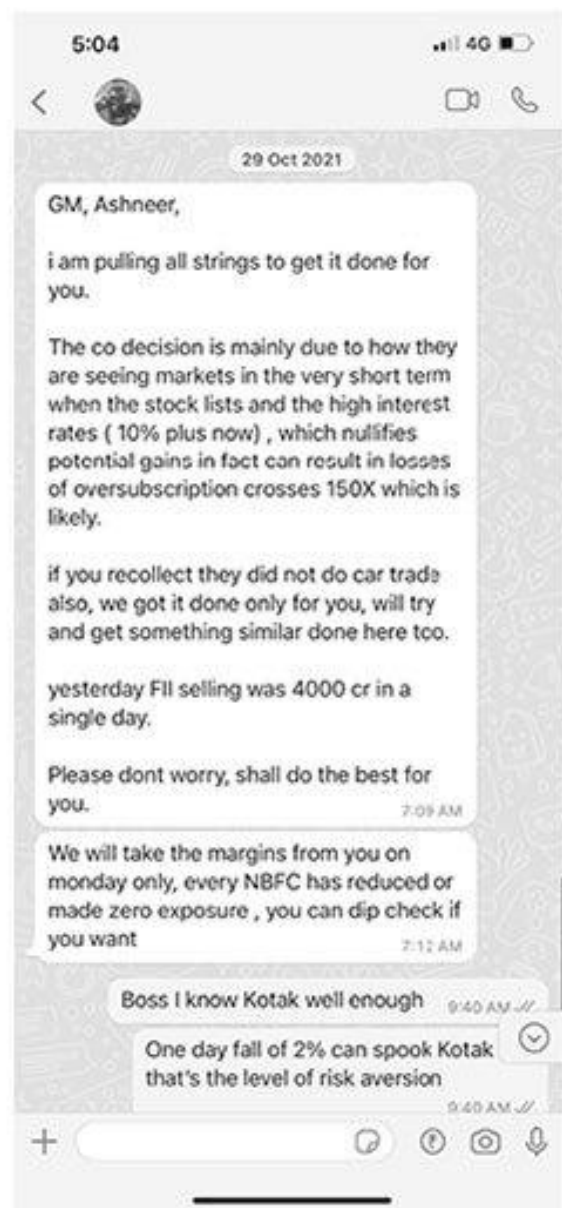 5:04
4G
29 Oct 2021
GM, Ashneer,
i am pulling all strings to get it done for
you.
The co decision is mainly due to how they
are seeing markets in the very short term
when the stock lists and the high interest
rates ( 10% plus now) , which nullifies
potential gains in fact can result in losses
of oversubscription crosses 150X which is
likely.
if you recollect they did not do car trade
also, we got it done only for you, will try
and get something similar done here too.
yesterday FII selling was 4000 cr in a
single day.
Please dont worry, shall do the best for
you.
7:09 AM
We will take the margins from you on
monday only, every NBFC has reduced or
made zero exposure , you can dip check if
you want
7:12 AM
Boss I know Kotak well enough
9:40 AM
One day fall of 2% can spook Kotak
that's the level of risk aversion
9:40 AM